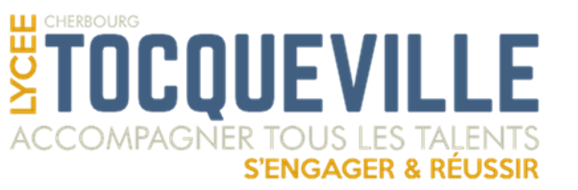 LYCEE
CHERBOURG
TOCQUEVILLE
ACCOMPAGNER TOUS LES TALENTS
S'ENGAGER & RÉUSSIR